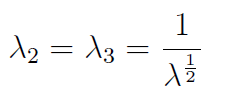 λ₂ = λ₃ = 1 / λ^{1/2}